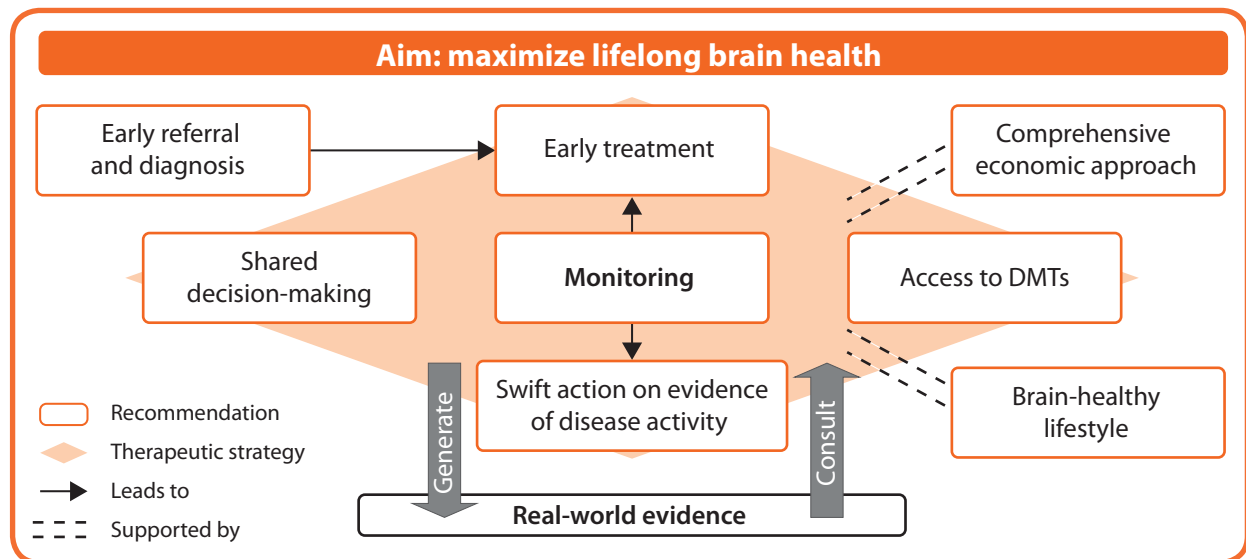 Aim: maximize lifelong brain health
Early referral
and diagnosis
Early treatment
Comprehensive
economic approach
Shared
decision-making
Monitoring
Access to DMTs
Swift action on evidence
of disease activity
Brain-healthy
lifestyle
Generate
Consult
Real-world evidence
Recommendation
Therapeutic strategy
Leads to
Supported by